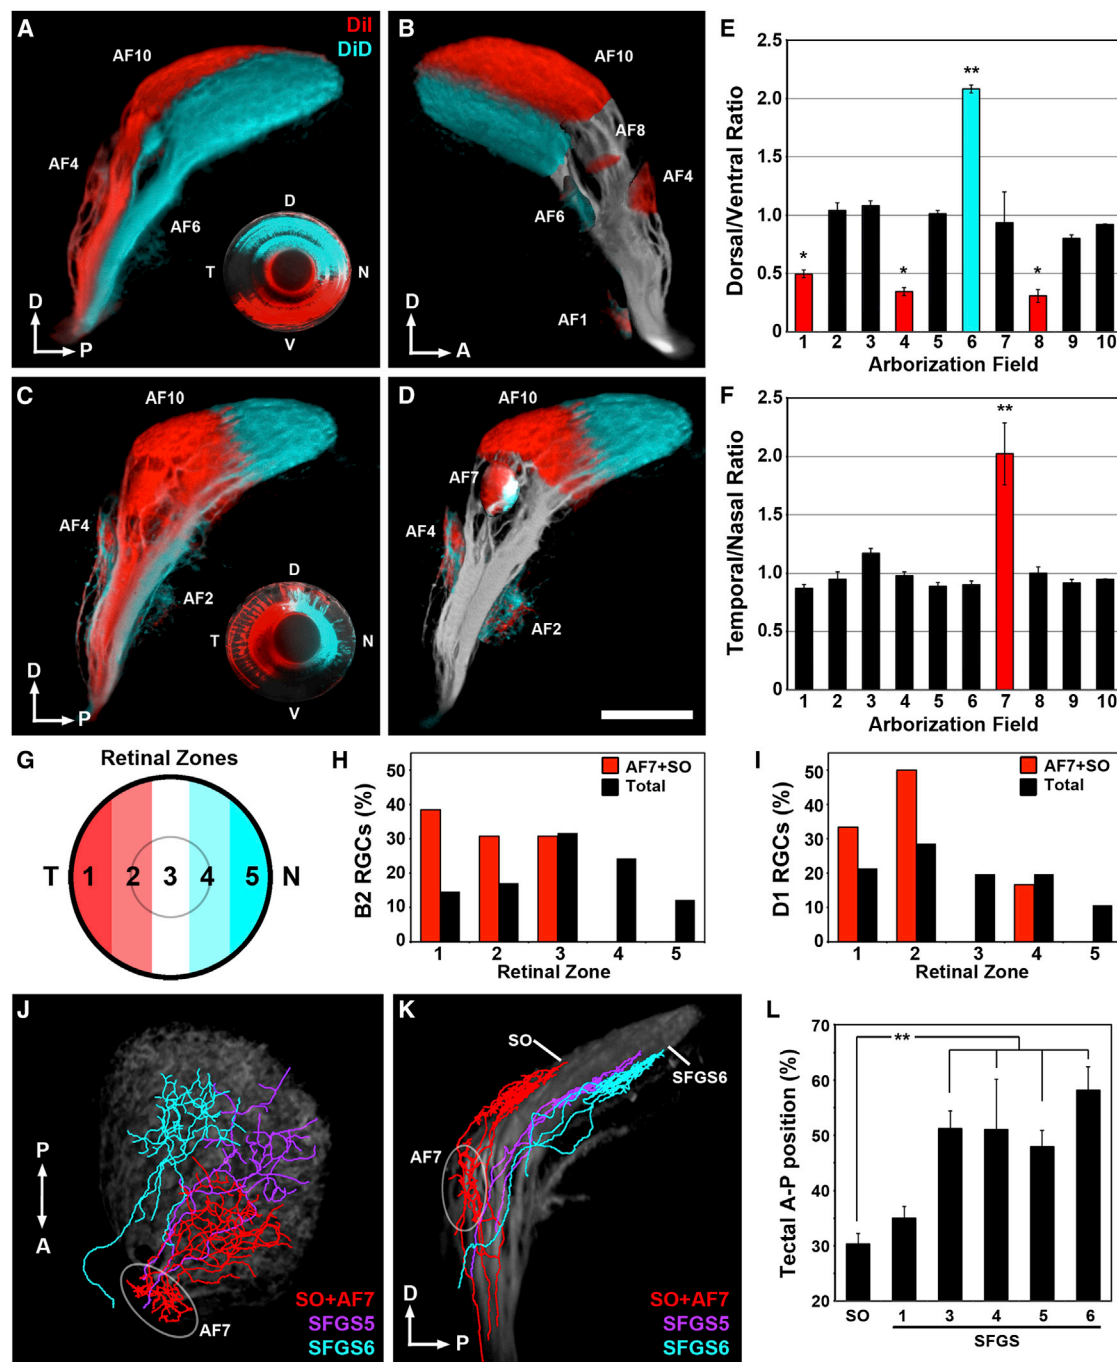 A
DiI
DiD
AF10
AF4
AF6
D
T
N
V
D
P
B
AF10
AF8
AF4
AF6
AF1
D
A
C
AF10
AF4
AF2
D
T
N
V
D
P
D
AF10
AF7
AF4
AF2
E
Dorsal/Ventral Ratio
2.5
2.0
1.5
1.0
0.5
0
* * ** *
1 2 3 4 5 6 7 8 9 10
Arborization Field
F
Temporal/Nasal Ratio
2.5
2.0
1.5
1.0
0.5
0
**
1 2 3 4 5 6 7 8 9 10
Arborization Field
G
Retinal Zones
T 1 2 3 4 5 N
H
B2 RGCs (%)
50
40
30
20
10
0
AF7+SO
Total
1 2 3 4 5
Retinal Zone
I
D1 RGCs (%)
50
40
30
20
10
0
AF7+SO
Total
1 2 3 4 5
Retinal Zone
J
P
A
AF7
SO+AF7
SFGS5
SFGS6
K
SO
SFGS6
AF7
D
P
SO+AF7
SFGS5
SFGS6
L
Tectal A-P position (%)
70
60
50
40
30
20
**
SO 1 3 4 5 6
SFGS